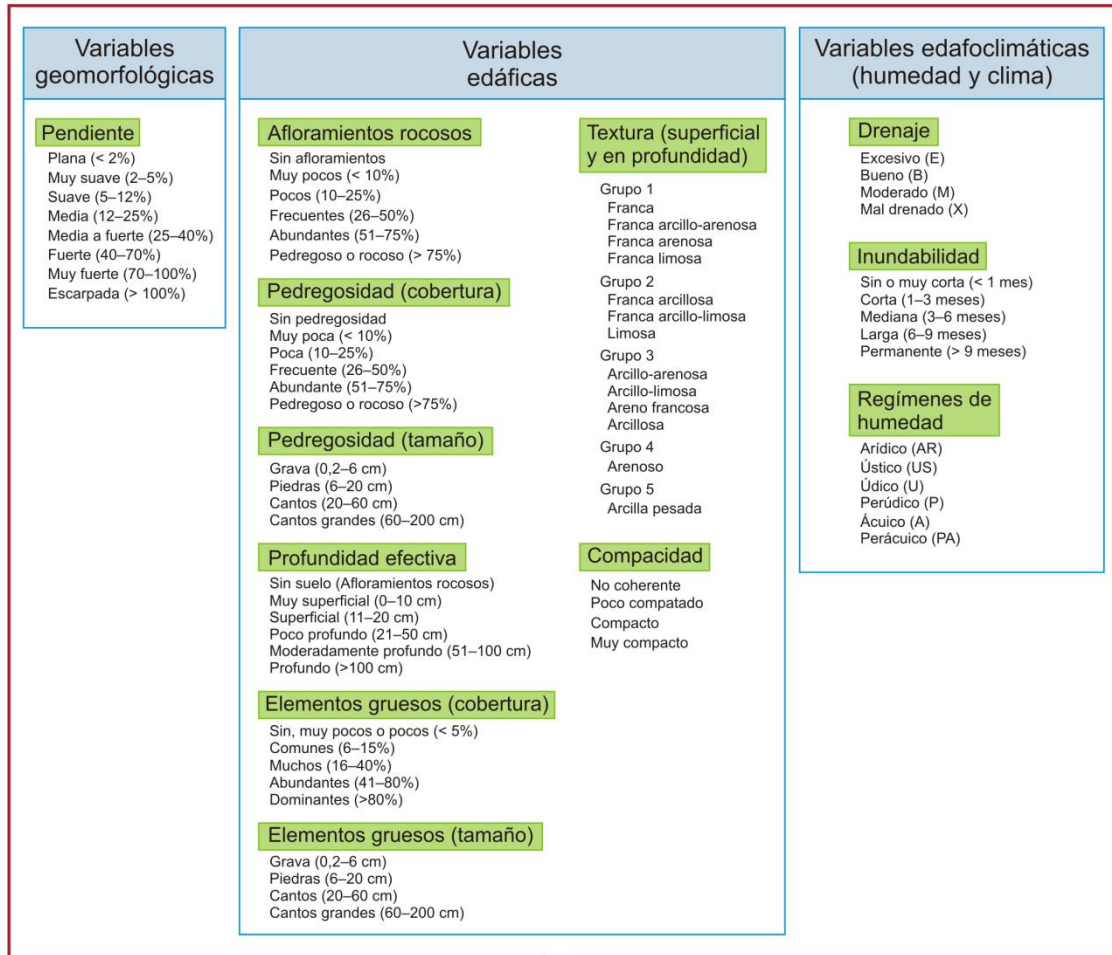 Variables
geomorfológicas
Pendiente
Plana (< 2%)
Muy suave (2–5%)
Suave (5–12%)
Media (12–25%)
Media a fuerte (25–40%)
Fuerte (40–70%)
Muy fuerte (70–100%)
Escarpada (> 100%)
Variables
edáficas
Afloramientos rocosos
Sin afloramientos
Muy pocos (< 10%)
Pocos (10–25%)
Frecuentes (26–50%)
Abundantes (51–75%)
Pedregoso o rocoso (> 75%)
Pedregosidad (cobertura)
Sin pedregosidad
Muy poca (< 10%)
Poca (10–25%)
Frecuente (26–50%)
Abundante (51–75%)
Pedregoso o rocoso (>75%)
Pedregosidad (tamaño)
Grava (0,2–6 cm)
Piedras (6–20 cm)
Cantos (20–60 cm)
Cantos grandes (60–200 cm)
Profundidad efectiva
Sin suelo (Afloramientos rocosos)
Muy superficial (0–10 cm)
Superficial (11–20 cm)
Poco profundo (21–50 cm)
Moderadamente profundo (51–100 cm)
Profundo (>100 cm)
Elementos gruesos (cobertura)
Sin, muy pocos o pocos (< 5%)
Comunes (6–15%)
Muchos (16–40%)
Abundantes (41–80%)
Dominantes (>80%)
Elementos gruesos (tamaño)
Grava (0,2–6 cm)
Piedras (6–20 cm)
Cantos (20–60 cm)
Cantos grandes (60–200 cm)
Textura (superficial
y en profundidad)
Grupo 1
Franca
Franca arcillo-arenosa
Franca arenosa
Franca limosa
Grupo 2
Franca arcillosa
Franca arcillo-limosa
Limosa
Grupo 3
Arcillo-arenosa
Arcillo-limosa
Areno francosa
Arcillosa
Grupo 4
Arenoso
Grupo 5
Arcilla pesada
Compacidad
No coherente
Poco compatado
Compacto
Muy compacto
Variables edafoclimáticas
(humedad y clima)
Drenaje
Excesivo (E)
Bueno (B)
Moderado (M)
Mal drenado (X)
Inundabilidad
Sin o muy corta (< 1 mes)
Corta (1–3 meses)
Mediana (3–6 meses)
Larga (6–9 meses)
Permanente (> 9 meses)
Regímenes de
humedad
Arídico (AR)
Ústico (US)
Údico (U)
Perúdico (P)
Ácuico (A)
Perácuico (PA)